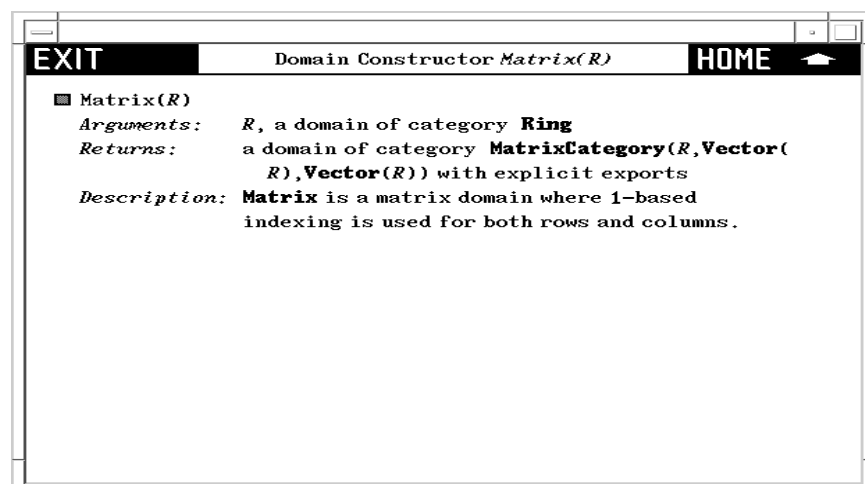 EXIT Domain Constructor Matrix(R) HOME
Matrix(R)
Arguments: R, a domain of category Ring
Returns: a domain of category MatrixCategory(R,Vector(
R),Vector(R)) with explicit exports
Description: Matrix is a matrix domain where 1-based
indexing is used for both rows and columns.